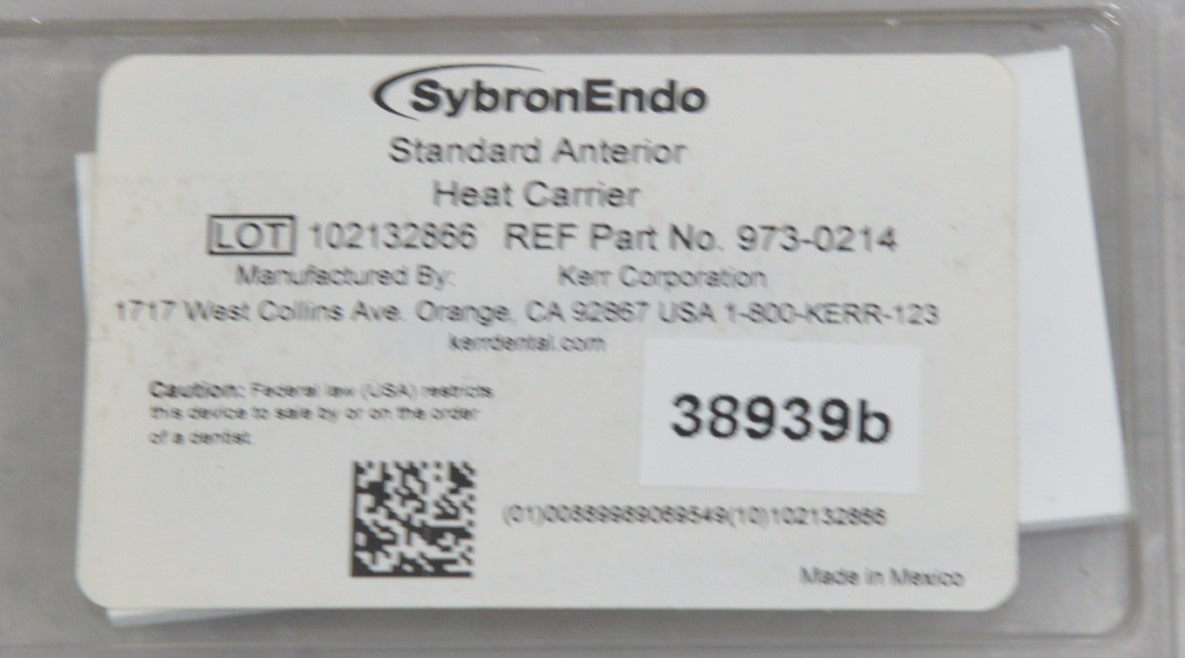 SybronEndo
Standard Anterior
Heat Carrier
LOT 102132866 REF Part No. 973-0214
Manufactured By: Kerr Corporation
1717 West Collins Ave. Orange, CA 92867 USA 1-800-KERR-123
kerrdental.com
Caution: Federal law (USA) restricts
this device to sale by or on the order
of a dentist.
38939b
(01)00889989069549(10)102132866
Made in Mexico